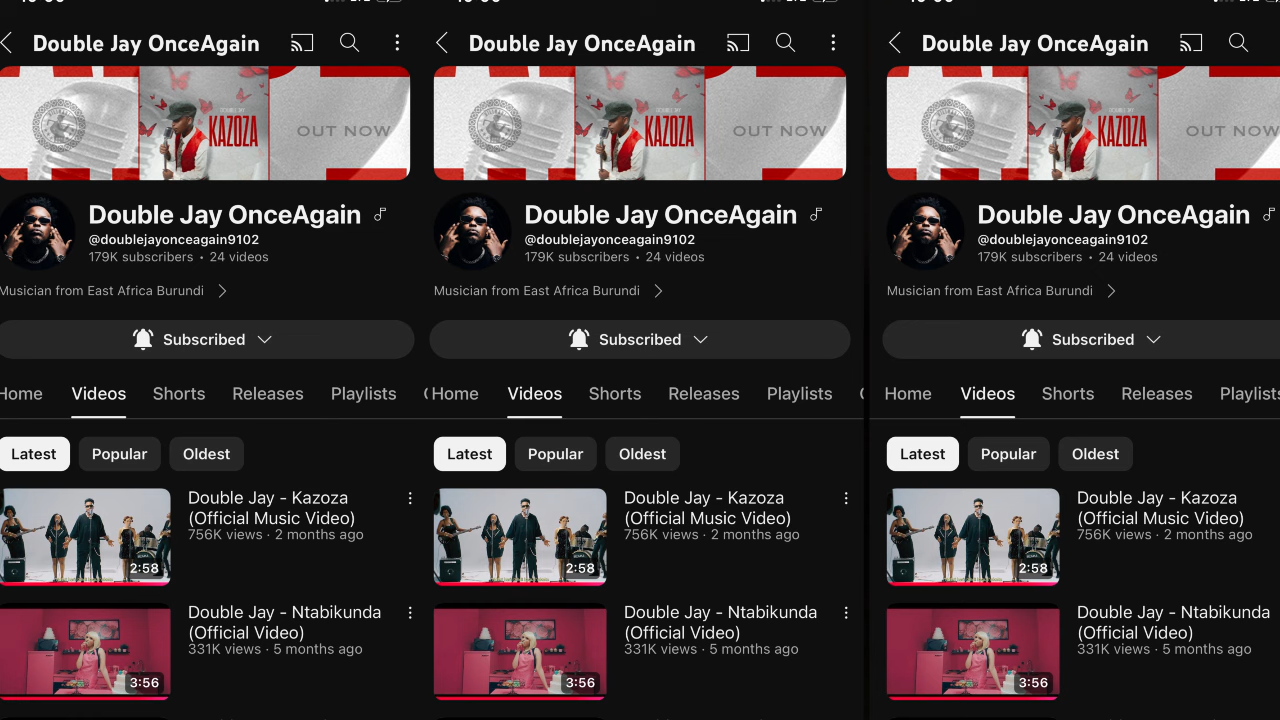 Double Jay OnceAgain
KAZOZA
OUT NOW
Double Jay OnceAgain
@doublejayonceagain9102
179K subscribers • 24 videos
Musician from East Africa Burundi
Subscribed
Home Videos Shorts Releases Playlists
Latest Popular Oldest
Double Jay - Kazoza
(Official Music Video)
756K views · 2 months ago
2:58
Double Jay - Ntabikunda
(Official Video)
331K views · 5 months ago
3:56
Double Jay OnceAgain
KAZOZA
OUT NOW
Double Jay OnceAgain
@doublejayonceagain9102
179K subscribers • 24 videos
Musician from East Africa Burundi
Subscribed
Home Videos Shorts Releases Playlists
Latest Popular Oldest
Double Jay - Kazoza
(Official Music Video)
756K views · 2 months ago
2:58
Double Jay - Ntabikunda
(Official Video)
331K views · 5 months ago
3:56
Double Jay OnceAgain
KAZOZA
OUT NOW
Double Jay OnceAgain
@doublejayonceagain9102
179K subscribers • 24 videos
Musician from East Africa Burundi
Subscribed
Home Videos Shorts Releases Playlists
Latest Popular Oldest
Double Jay - Kazoza
(Official Music Video)
756K views · 2 months ago
2:58
Double Jay - Ntabikunda
(Official Video)
331K views · 5 months ago
3:56